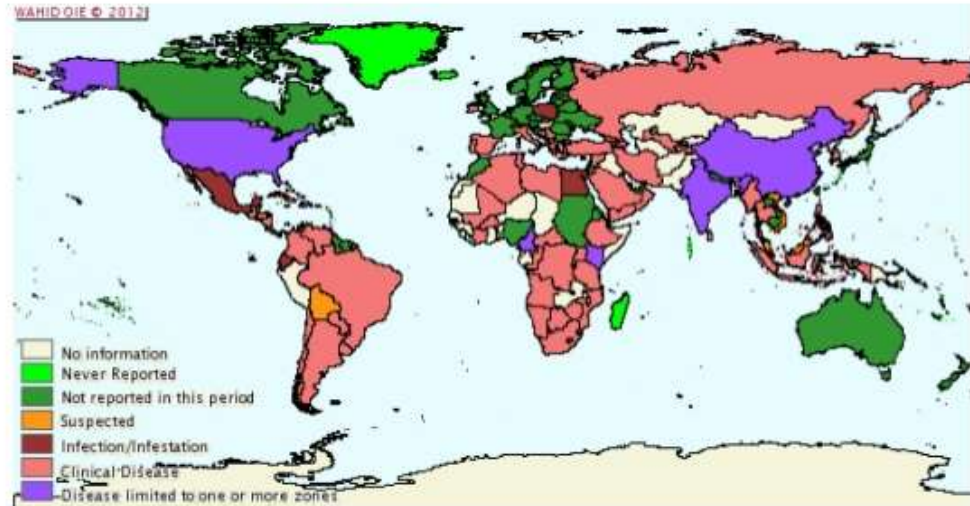 WAHID OIE © 2012
No information
Never Reported
Not reported in this period
Suspected
Infection/Infestation
Clinical Disease
Disease limited to one or more zones